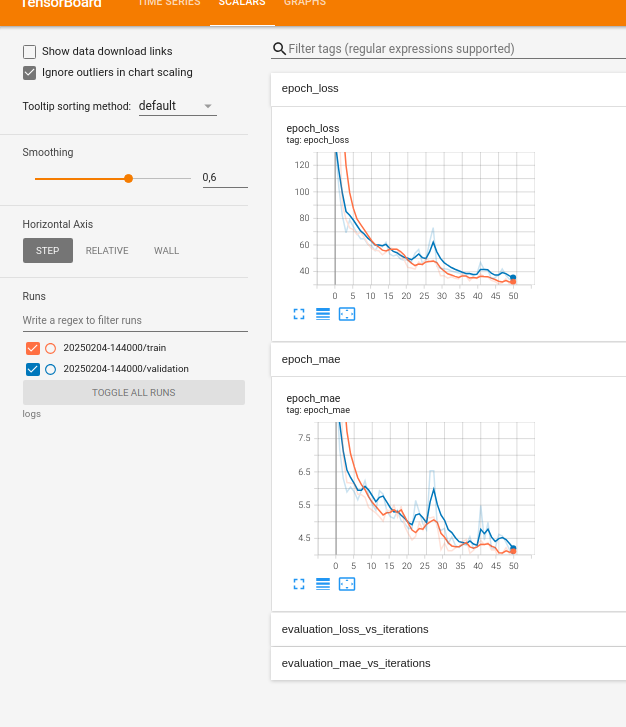 TensorBoard
TIME SERIES
SCALARS
GRAPHS
Show data download links
Ignore outliers in chart scaling
Tooltip sorting method: default
Smoothing
0,6
Horizontal Axis
STEP
RELATIVE
WALL
Runs
Write a regex to filter runs
20250204-144000/train
20250204-144000/validation
TOGGLE ALL RUNS
logs
Filter tags (regular expressions supported)
epoch_loss
epoch_loss
tag: epoch_loss
120
100
80
60
40
0 5 10 15 20 25 30 35 40 45 50
epoch_mae
epoch_mae
tag: epoch_mae
7.5
6.5
5.5
4.5
0 5 10 15 20 25 30 35 40 45 50
evaluation_loss_vs_iterations
evaluation_mae_vs_iterations